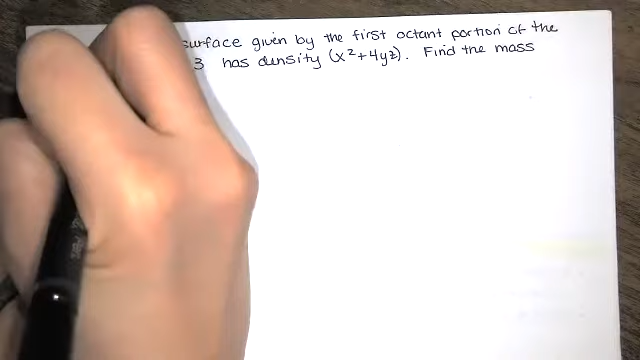 surface given by the first octant portion of the
3 has density (x²+4yz). Find the mass